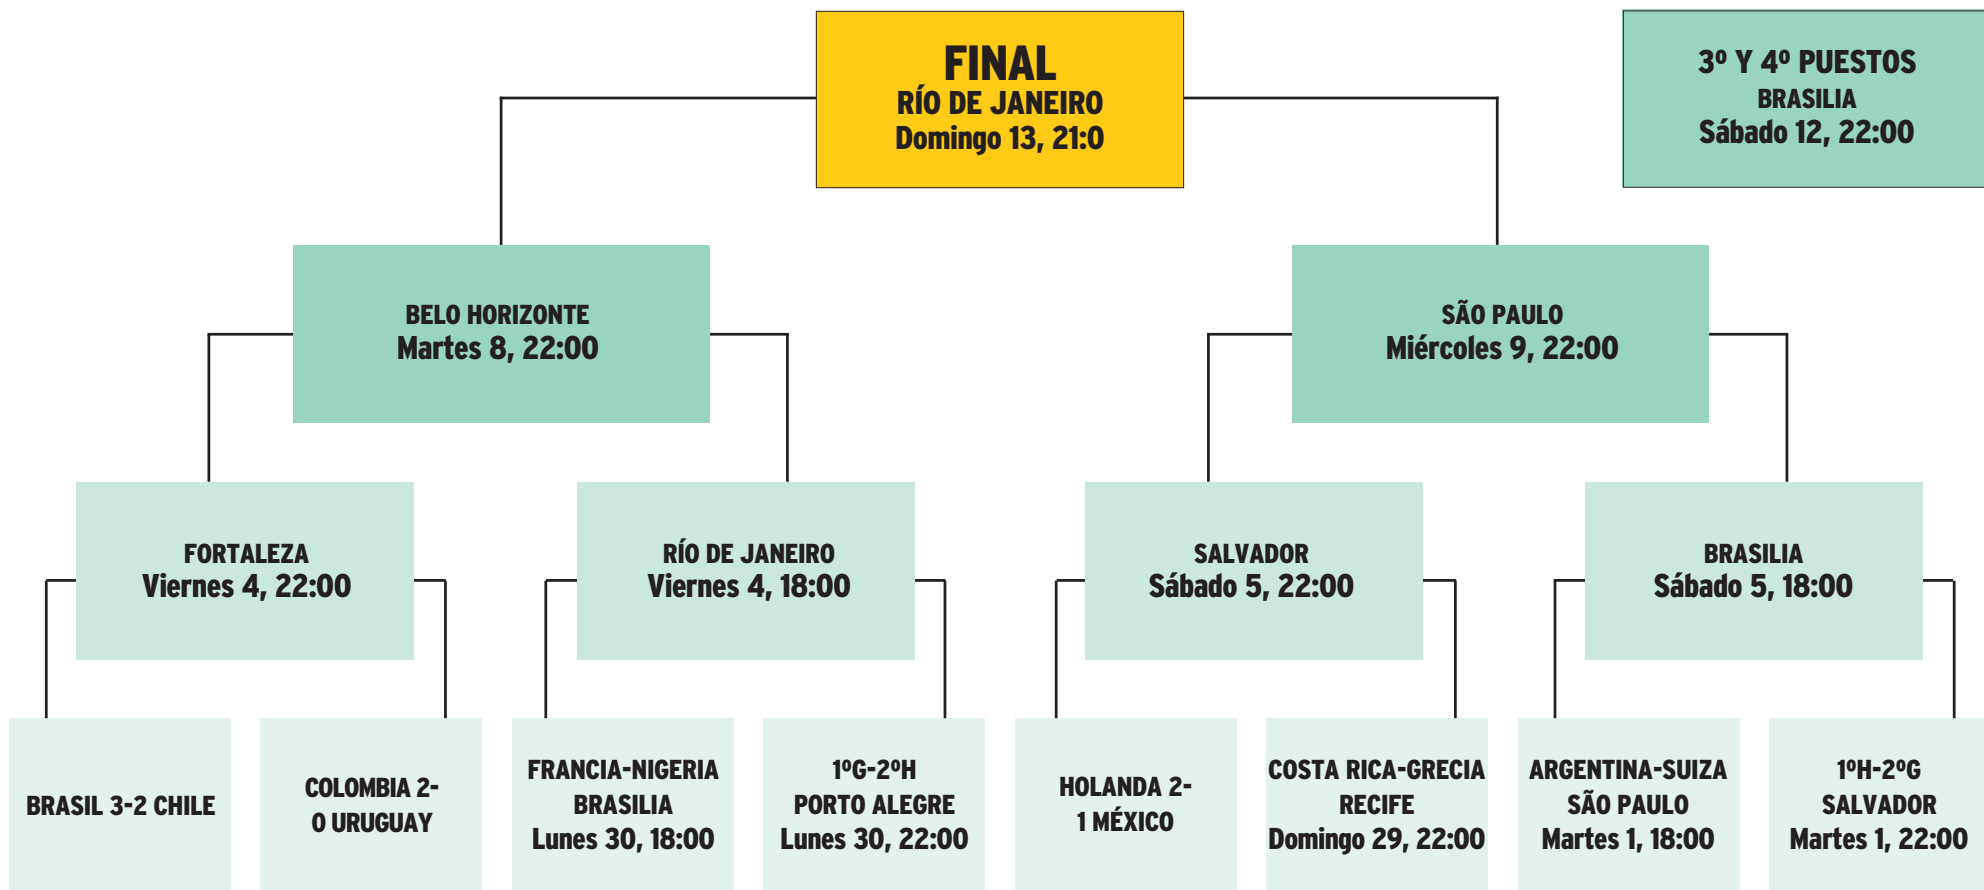 FINAL
RÍO DE JANEIRO
Domingo 13, 21:0
3º Y 4º PUESTOS
BRASILIA
Sábado 12, 22:00
BELO HORIZONTE
Martes 8, 22:00
SÃO PAULO
Miércoles 9, 22:00
FORTALEZA
Viernes 4, 22:00
RÍO DE JANEIRO
Viernes 4, 18:00
SALVADOR
Sábado 5, 22:00
BRASILIA
Sábado 5, 18:00
BRASIL 3-2 CHILE
COLOMBIA 2-
0 URUGUAY
FRANCIA-NIGERIA
BRASILIA
Lunes 30, 18:00
1ºG-2ºH
PORTO ALEGRE
Lunes 30, 22:00
HOLANDA 2-
1 MÉXICO
COSTA RICA-GRECIA
RECIFE
Domingo 29, 22:00
ARGENTINA-SUIZA
SÃO PAULO
Martes 1, 18:00
1ºH-2ºG
SALVADOR
Martes 1, 22:00